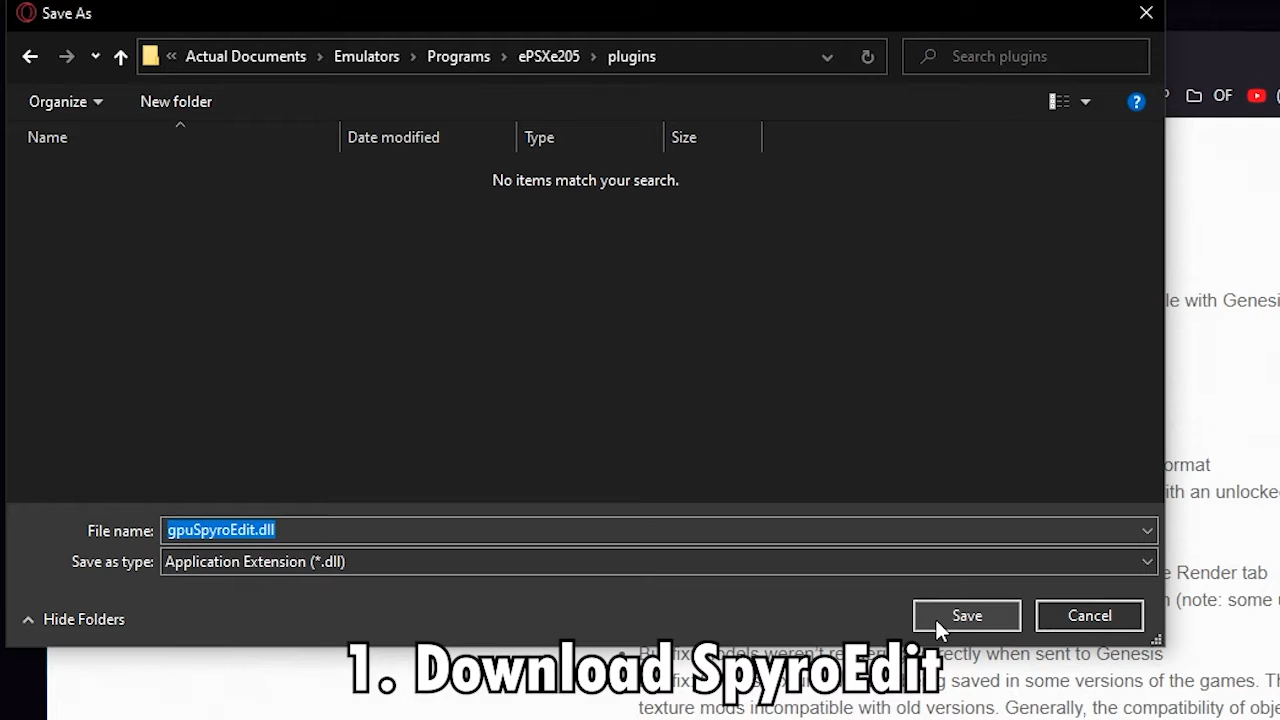 Save As
« Actual Documents > Emulators > Programs > ePSXe205 > plugins
Search plugins
Organize
New folder
?
OF
Name
Date modified
Type
Size
No items match your search.
le with Genesi
ormat
ith an unlocke
File name: gpuSpyroEdit.dll
Save as type: Application Extension (*.dll)
e Render tab
n (note: some u
Hide Folders
Save
Cancel
rectly when sent to Genesis
g saved in some versions of the games. Th
texture mods incompatible with old versions. Generally, the compatibility of obje
1. Download SpyroEdit